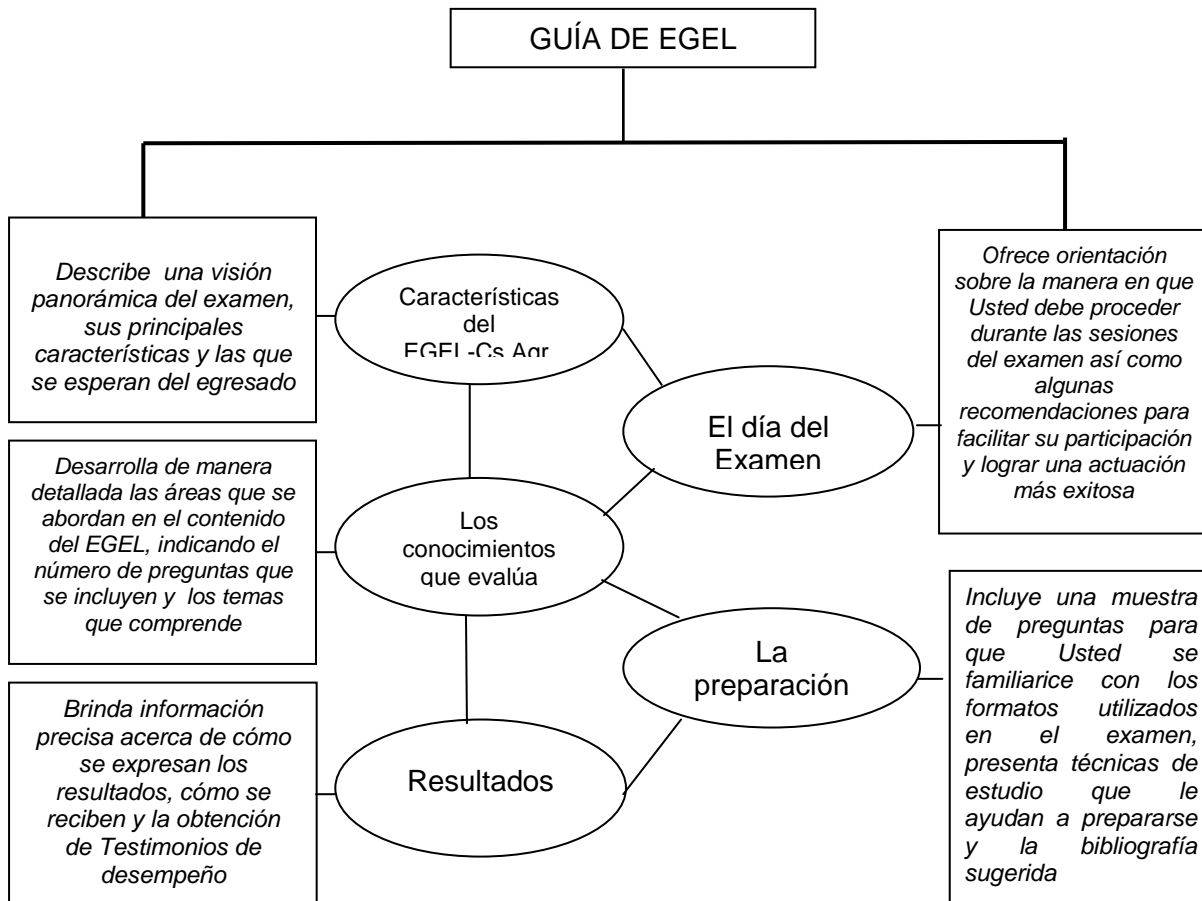 GUÍA DE EGEL
Describe una visión
panorámica del examen,
sus principales
características y las que
se esperan del egresado
Características
del
EGEL-Cs Agr
El día del
Examen
Ofrece orientación
sobre la manera en que
Usted debe proceder
durante las sesiones
del examen así como
algunas
recomendaciones para
facilitar su participación
y lograr una actuación
más exitosa
Desarrolla de manera
detallada las áreas que se
abordan en el contenido
del EGEL, indicando el
número de preguntas que
se incluyen y los temas
que comprende
Los
conocimientos
que evalúa
La
preparación
Incluye una muestra
de preguntas para
que Usted se
familiarice con los
formatos utilizados
en el examen,
presenta técnicas de
estudio que le
ayudan a prepararse
y la bibliografía
sugerida
Brinda información
precisa acerca de cómo
se expresan los
resultados, cómo se
reciben y la obtención
de Testimonios de
desempeño
Resultados